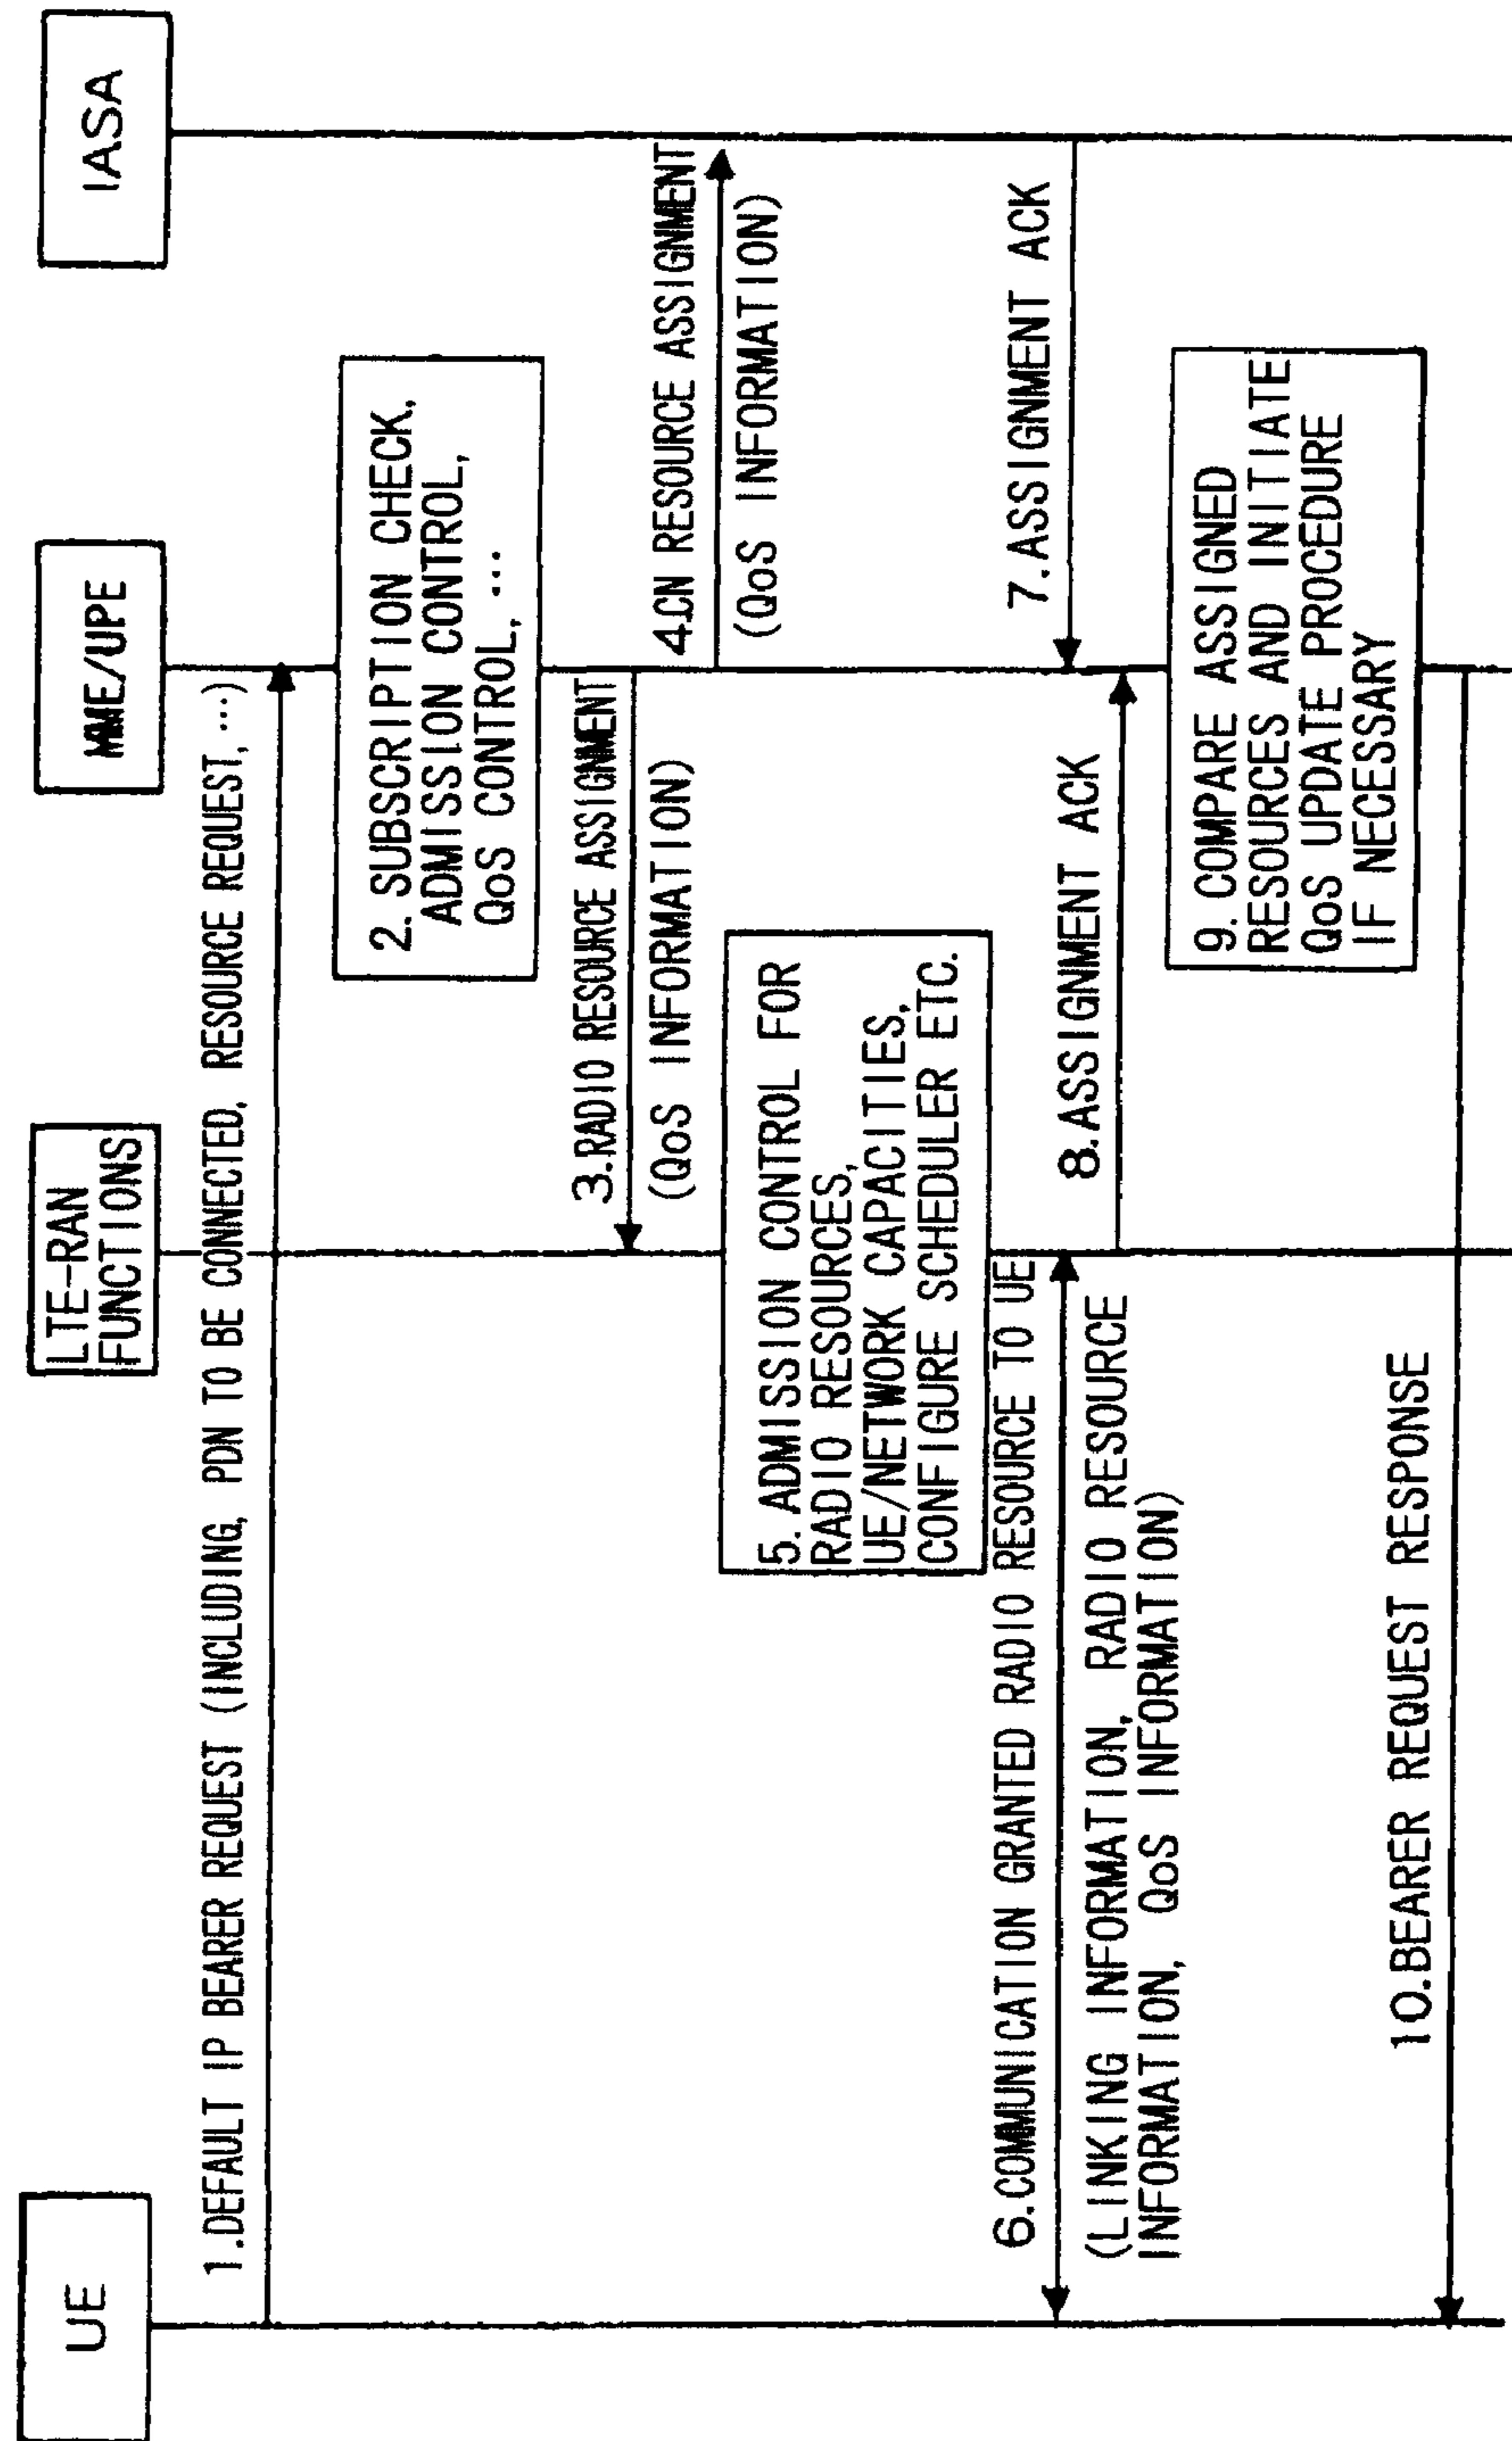 UE
LTE-RAN
FUNCTIONS
MME/UPE
IASA
1.DEFAULT IP BEARER REQUEST (INCLUDING, PDN TO BE CONNECTED, RESOURCE REQUEST, ...)
2. SUBSCRIPTION CHECK,
ADMISSION CONTROL,
QoS CONTROL, ...
3.RADIO RESOURCE ASSIGNMENT
(QoS INFORMATION)
4.CN RESOURCE ASSIGNMENT
(QoS INFORMATION)
5. ADMISSION CONTROL FOR
RADIO RESOURCES,
UE/NETWORK CAPACITIES,
CONFIGURE SCHEDULER ETC.
6.COMMUNICATION GRANTED RADIO RESOURCE TO UE
(LINKING INFORMATION, RADIO RESOURCE
INFORMATION, QoS INFORMATION)
7.ASSIGNMENT ACK
8.ASSIGNMENT ACK
9. COMPARE ASSIGNED
RESOURCES AND INITIATE
QoS UPDATE PROCEDURE
IF NECESSARY
10.BEARER REQUEST RESPONSE